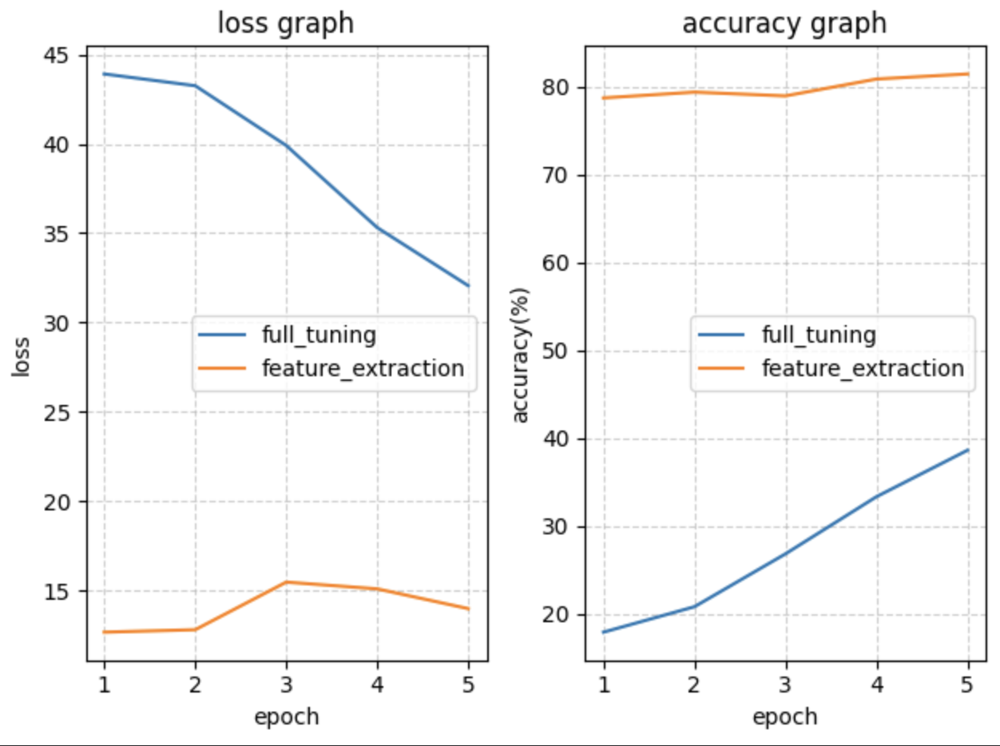 loss graph
45
40
35
30
25
20
15
loss
full_tuning
feature_extraction
1 2 3 4 5
epoch
accuracy graph
80
70
60
50
40
30
20
accuracy(%)
full_tuning
feature_extraction
1 2 3 4 5
epoch